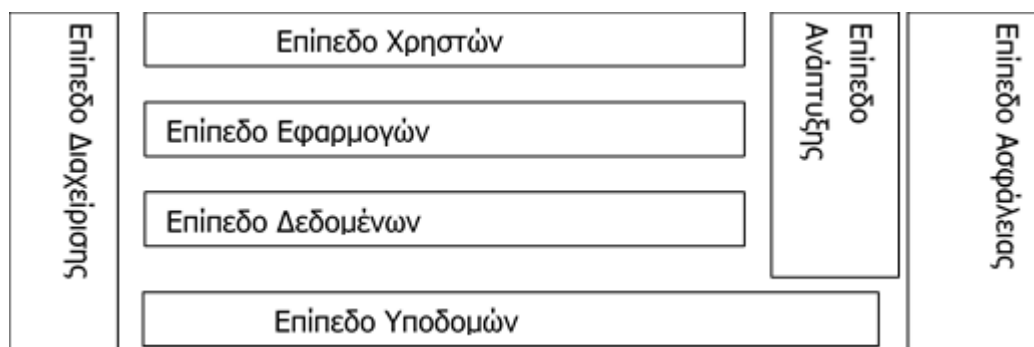 Επίπεδο Διαχείρισης
Επίπεδο Χρηστών
Επίπεδο Εφαρμογών
Επίπεδο Δεδομένων
Επίπεδο Υποδομών
Επίπεδο
Ανάπτυξης
Επίπεδο Ασφάλειας